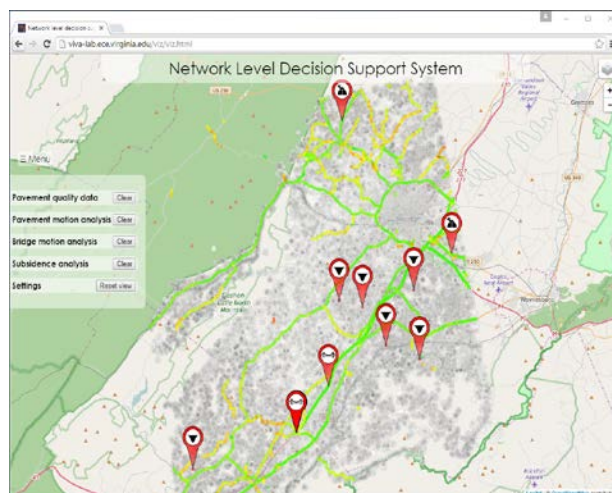 Network level decision s
viva-lab.ece.virginia.edu/viz/viz.html
Network Level Decision Support System
Menu
Pavement quality data Clear
Pavement motion analysis Clear
Bridge motion analysis Clear
Subsidence analysis Clear
Settings Reset view